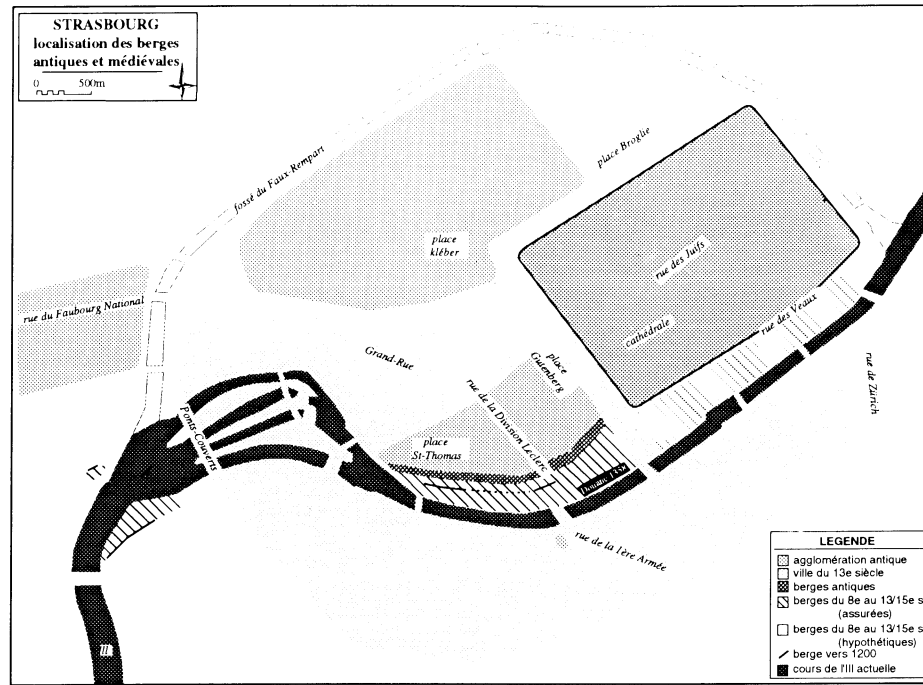 STRASBOURG
localisation des berges
antiques et médiévales
0 500m
fossé du Faux-Rempart
place Broglie
place
kléber
rue des Juifs
rue du Faubourg National
cathédrale
rue des Veaux
place
Gutenberg
Grand-Rue
rue de la Division Leclerc
rue de Zürich
Ponts-Couverts
place
St-Thomas
Douane 1358
rue de la 1ère Armée
Ill
LEGENDE
agglomération antique
ville du 13e siècle
berges antiques
berges du 8e au 13/15e s
(assurées)
berges du 8e au 13/15e s
(hypothétiques)
berge vers 1200
cours de l'Ill actuelle